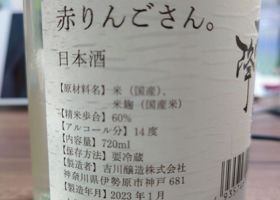 赤りんごさん。
日本酒
【原材料名】米(国産)、
米麹(国産米)
【精米歩合】60%
【アルコール分】14度
【内容量】720ml
【保存方法】要冷蔵
【製造者】吉川醸造株式会社
神奈川県伊勢原市神戸681
【製造年月】2023年1月